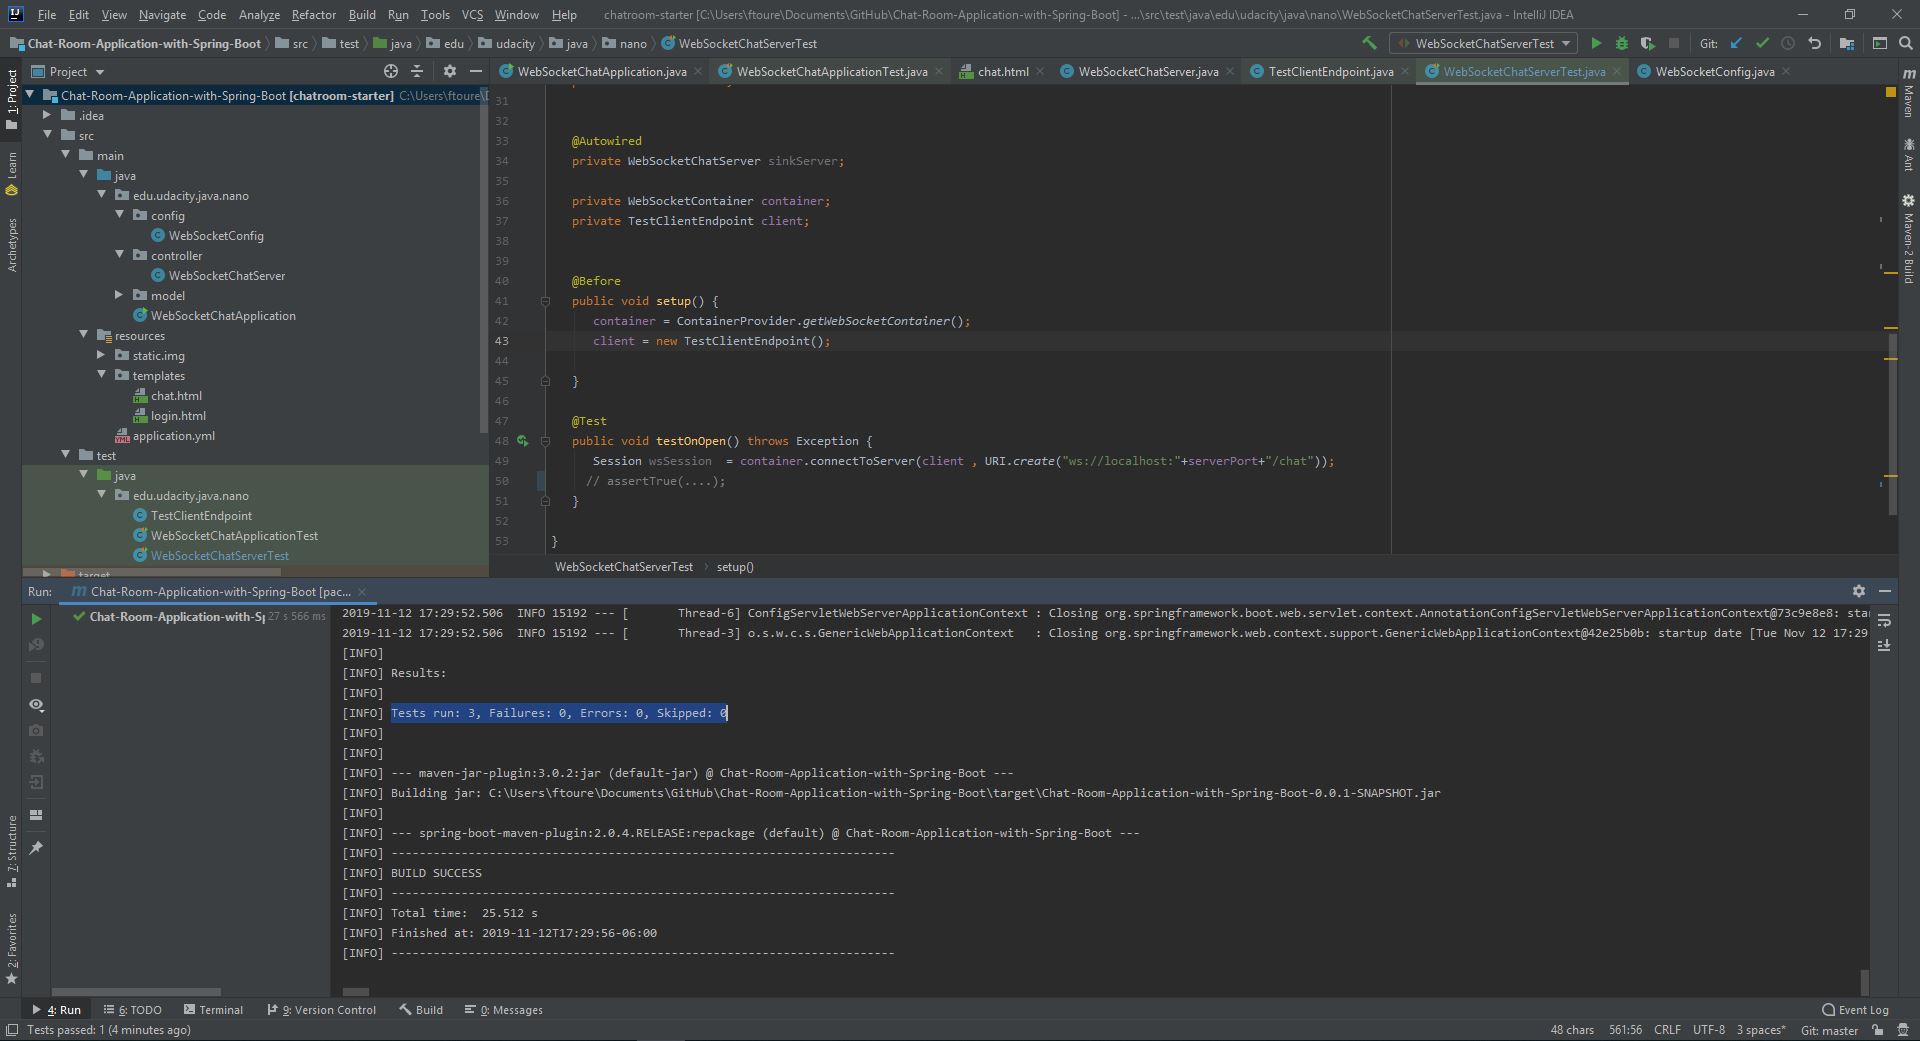 File Edit View Navigate Code Analyze Refactor Build Run Tools VCS Window Help chatroom-starter [C:\Users\ftoure\Documents\GitHub\Chat-Room-Application-with-Spring-Boot] - ...\src\test\java\edu\udacity\java\nano\WebSocketChatServerTest.java - IntelliJ IDEA
Chat-Room-Application-with-Spring-Boot src test java edu udacity java nano WebSocketChatServerTest WebSocketChatServerTest Git:
Project WebSocketChatApplication.java WebSocketChatApplicationTest.java chat.html WebSocketChatServer.java TestClientEndpoint.java WebSocketChatServerTest.java WebSocketConfig.java
1: Project
Learn
Archetypes
7: Structure
2: Favorites
Chat-Room-Application-with-Spring-Boot [chatroom-starter] C:\Users\ftoure\
.idea
src
main
java
edu.udacity.java.nano
config
WebSocketConfig
controller
WebSocketChatServer
model
WebSocketChatApplication
resources
static.img
templates
chat.html
login.html
application.yml
test
java
edu.udacity.java.nano
TestClientEndpoint
WebSocketChatApplicationTest
WebSocketChatServerTest
target
31
32
33 @Autowired
34 private WebSocketChatServer sinkServer;
35
36 private WebSocketContainer container;
37 private TestClientEndpoint client;
38
39
40 @Before
41 public void setup() {
42 container = ContainerProvider.getWebSocketContainer();
43 client = new TestClientEndpoint();
44
45 }
46
47 @Test
48 public void testOnOpen() throws Exception {
49 Session wsSession  = container.connectToServer(client , URI.create("ws://localhost:"+serverPort+"/chat"));
50 // assertTrue(....);
51 }
52
53 }
WebSocketChatServerTest › setup()
Maven
Ant
Maven-2 Build
Run: Chat-Room-Application-with-Spring-Boot [pac...
Chat-Room-Application-with-Sp 27 s 566 ms
2019-11-12 17:29:52.506  INFO 15192 --- [       Thread-6] ConfigServletWebServerApplicationContext : Closing org.springframework.boot.web.servlet.context.AnnotationConfigServletWebServerApplicationContext@73c9e8e8: sta
2019-11-12 17:29:52.506  INFO 15192 --- [       Thread-3] o.s.w.c.s.GenericWebApplicationContext   : Closing org.springframework.web.context.support.GenericWebApplicationContext@42e25b0b: startup date [Tue Nov 12 17:29
[INFO]
[INFO] Results:
[INFO]
[INFO] Tests run: 3, Failures: 0, Errors: 0, Skipped: 0
[INFO]
[INFO]
[INFO] --- maven-jar-plugin:3.0.2:jar (default-jar) @ Chat-Room-Application-with-Spring-Boot ---
[INFO] Building jar: C:\Users\ftoure\Documents\GitHub\Chat-Room-Application-with-Spring-Boot\target\Chat-Room-Application-with-Spring-Boot-0.0.1-SNAPSHOT.jar
[INFO]
[INFO] --- spring-boot-maven-plugin:2.0.4.RELEASE:repackage (default) @ Chat-Room-Application-with-Spring-Boot ---
[INFO] ------------------------------------------------------------------------
[INFO] BUILD SUCCESS
[INFO] ------------------------------------------------------------------------
[INFO] Total time:  25.512 s
[INFO] Finished at: 2019-11-12T17:29:56-06:00
[INFO] ------------------------------------------------------------------------
4: Run 6: TODO Terminal 9: Version Control Build 0: Messages Event Log
Tests passed: 1 (4 minutes ago) 48 chars 561:56 CRLF UTF-8 3 spaces* Git: master